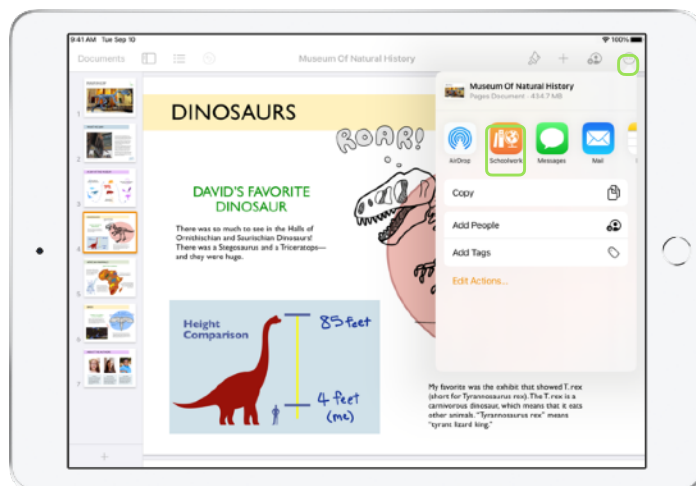 9:41 AM Tue Sep 10
100%
Documents
Museum Of Natural History
Museum Of Natural History
Pages Document · 434.7 MB
AirDrop
Schoolwork
Messages
Mail
Copy
Add People
Add Tags
Edit Actions...
1
2
3
4
5
6
7
DINOSAURS
ROAR!
DAVID'S FAVORITE
DINOSAUR
There was so much to see in the Halls of
Ornithischian and Saurischian Dinosaurs!
There was a Stegosaurus and a Triceratops—
and they were huge.
Height
Comparison
85 feet
4 feet
(me)
My favorite was the exhibit that showed T. rex
(short for Tyrannosaurus rex). The T. rex is a
carnivorous dinosaur, which means that it eats
other animals. "Tyrannosaurus rex" means
"tyrant lizard king."